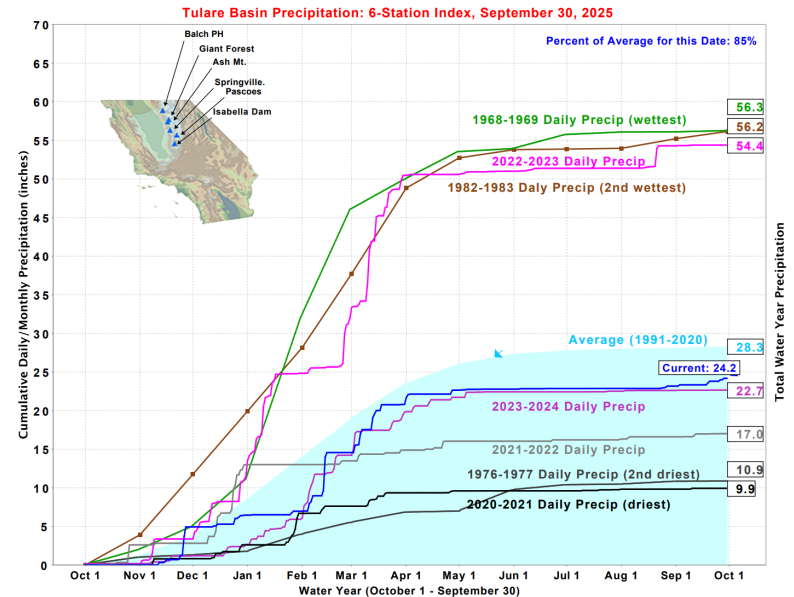 Tulare Basin Precipitation: 6-Station Index, September 30, 2025
Percent of Average for this Date: 85%
Balch PH
Giant Forest
Ash Mt.
Springville.
Pascoes
Isabella Dam
Cumulative Daily/Monthly Precipitation (inches)
70
65
60
55
50
45
40
35
30
25
20
15
10
5
0
1968-1969 Daily Precip (wettest)
2022-2023 Daily Precip
1982-1983 Daly Precip (2nd wettest)
Average (1991-2020)
Current: 24.2
2023-2024 Daily Precip
2021-2022 Daily Precip
1976-1977 Daily Precip (2nd driest)
2020-2021 Daily Precip (driest)
56.3
56.2
54.4
28.3
22.7
17.0
10.9
9.9
Total Water Year Precipitation
Oct 1 Nov 1 Dec 1 Jan 1 Feb 1 Mar 1 Apr 1 May 1 Jun 1 Jul 1 Aug 1 Sep 1 Oct 1
Water Year (October 1 - September 30)